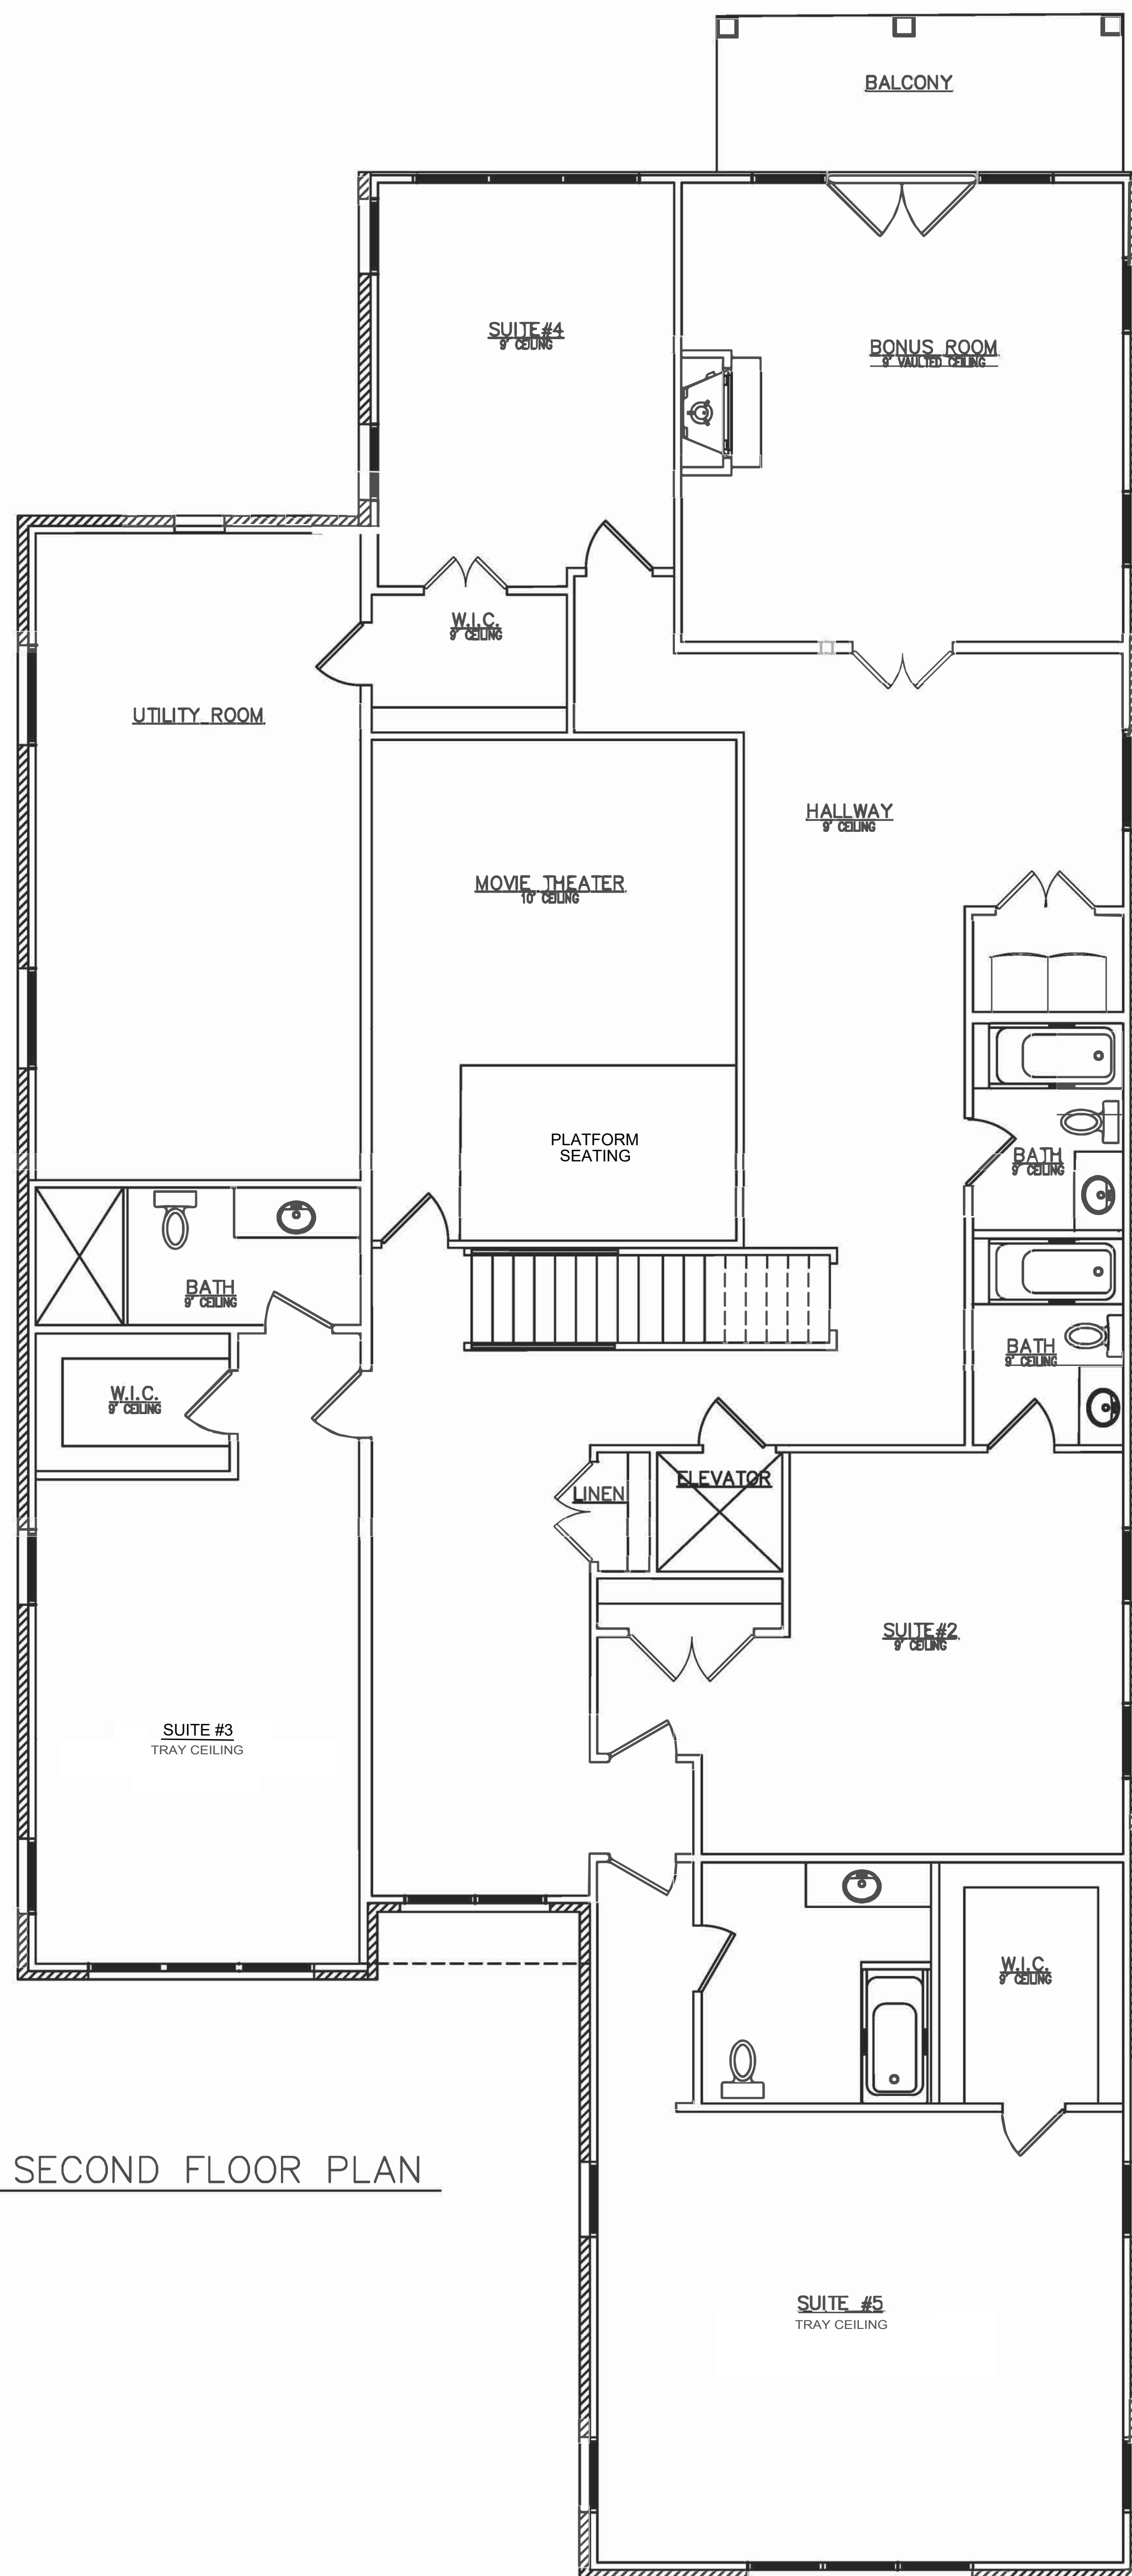 BALCONY
SUITE#4
9' CEILING
BONUS ROOM
9' VAULTED CEILING
W.I.C.
9' CEILING
UTILITY ROOM
HALLWAY
9' CEILING
MOVIE THEATER
10' CEILING
PLATFORM
SEATING
BATH
9' CEILING
BATH
9' CEILING
BATH
9' CEILING
W.I.C.
9' CEILING
ELEVATOR
LINEN
SUITE#2
9' CEILING
SUITE #3
TRAY CEILING
W.I.C.
9' CEILING
SECOND FLOOR PLAN
SUITE #5
TRAY CEILING